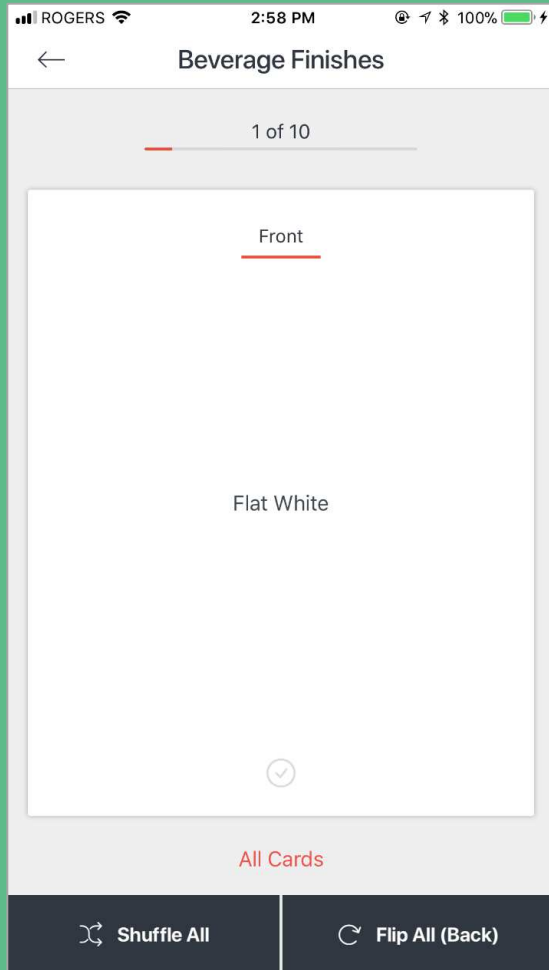 ROGERS 2:58 PM 100%
Beverage Finishes
1 of 10
Front
Flat White
All Cards
Shuffle All Flip All (Back)